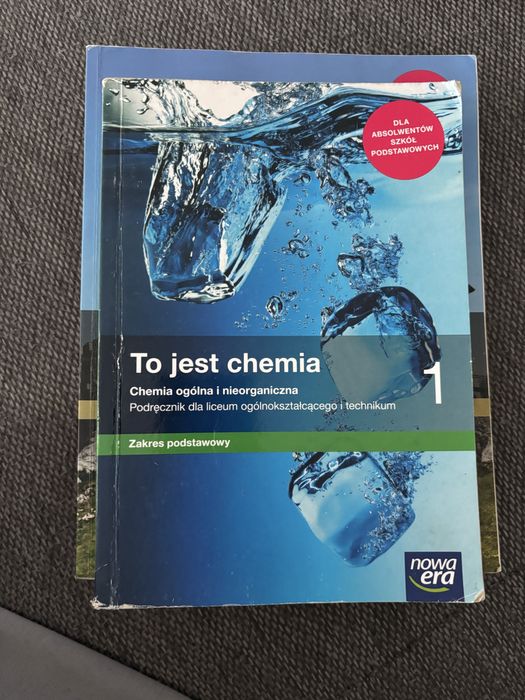 DLA
ABSOLWENTÓW
SZKÓŁ
PODSTAWOWYCH
To jest chemia
1
Chemia ogólna i nieorganiczna
Podręcznik dla liceum ogólnokształcącego i technikum
Zakres podstawowy
nowa
era